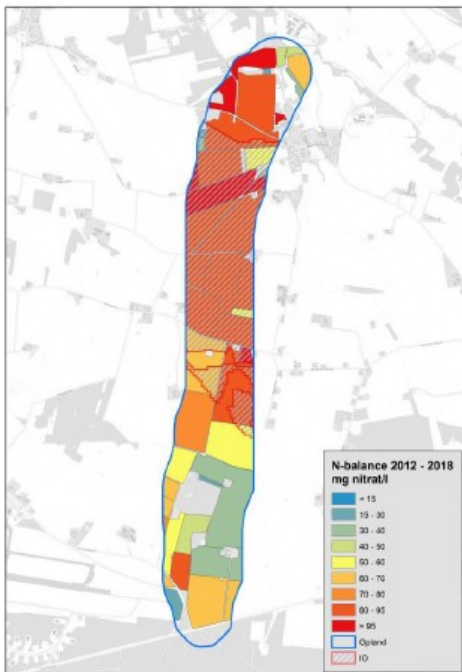 N-balance 2012 - 2018
mg nitrat/l
< 15
15 - 30
30 - 40
40 - 50
50 - 60
60 - 70
70 - 80
80 - 95
> 95
Opland
IO